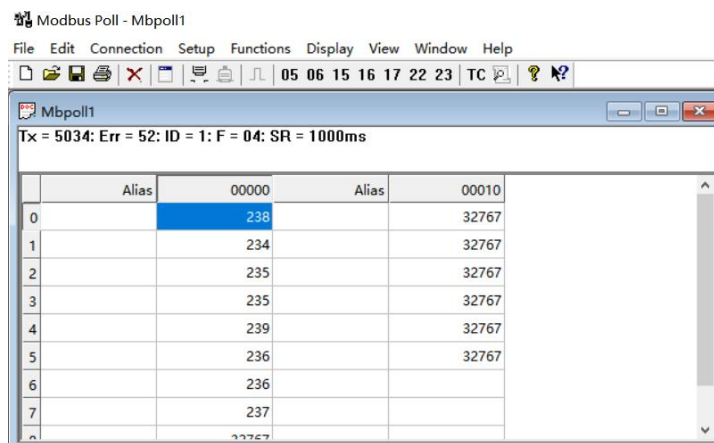 Modbus Poll - Mbpoll1
File Edit Connection Setup Functions Display View Window Help
05 06 15 16 17 22 23 TC
Mbpoll1
Tx = 5034: Err = 52: ID = 1: F = 04: SR = 1000ms
Alias 00000 Alias 00010
0 238 32767
1 234 32767
2 235 32767
3 235 32767
4 239 32767
5 236 32767
6 236
7 237